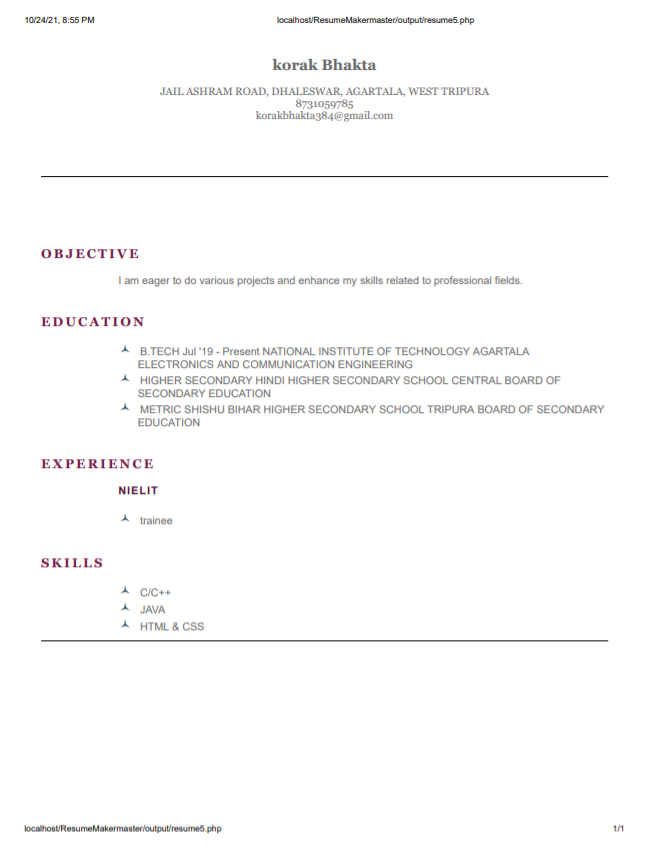 10/24/21, 8:55 PM localhost/ResumeMakermaster/output/resume5.php
korak Bhakta
JAIL ASHRAM ROAD, DHALESWAR, AGARTALA, WEST TRIPURA
8731059785
korakbhakta384@gmail.com
OBJECTIVE
I am eager to do various projects and enhance my skills related to professional fields.
EDUCATION
B.TECH Jul '19 - Present NATIONAL INSTITUTE OF TECHNOLOGY AGARTALA
ELECTRONICS AND COMMUNICATION ENGINEERING
HIGHER SECONDARY HINDI HIGHER SECONDARY SCHOOL CENTRAL BOARD OF
SECONDARY EDUCATION
METRIC SHISHU BIHAR HIGHER SECONDARY SCHOOL TRIPURA BOARD OF SECONDARY
EDUCATION
EXPERIENCE
NIELIT
trainee
SKILLS
C/C++
JAVA
HTML & CSS
localhost/ResumeMakermaster/output/resume5.php 1/1